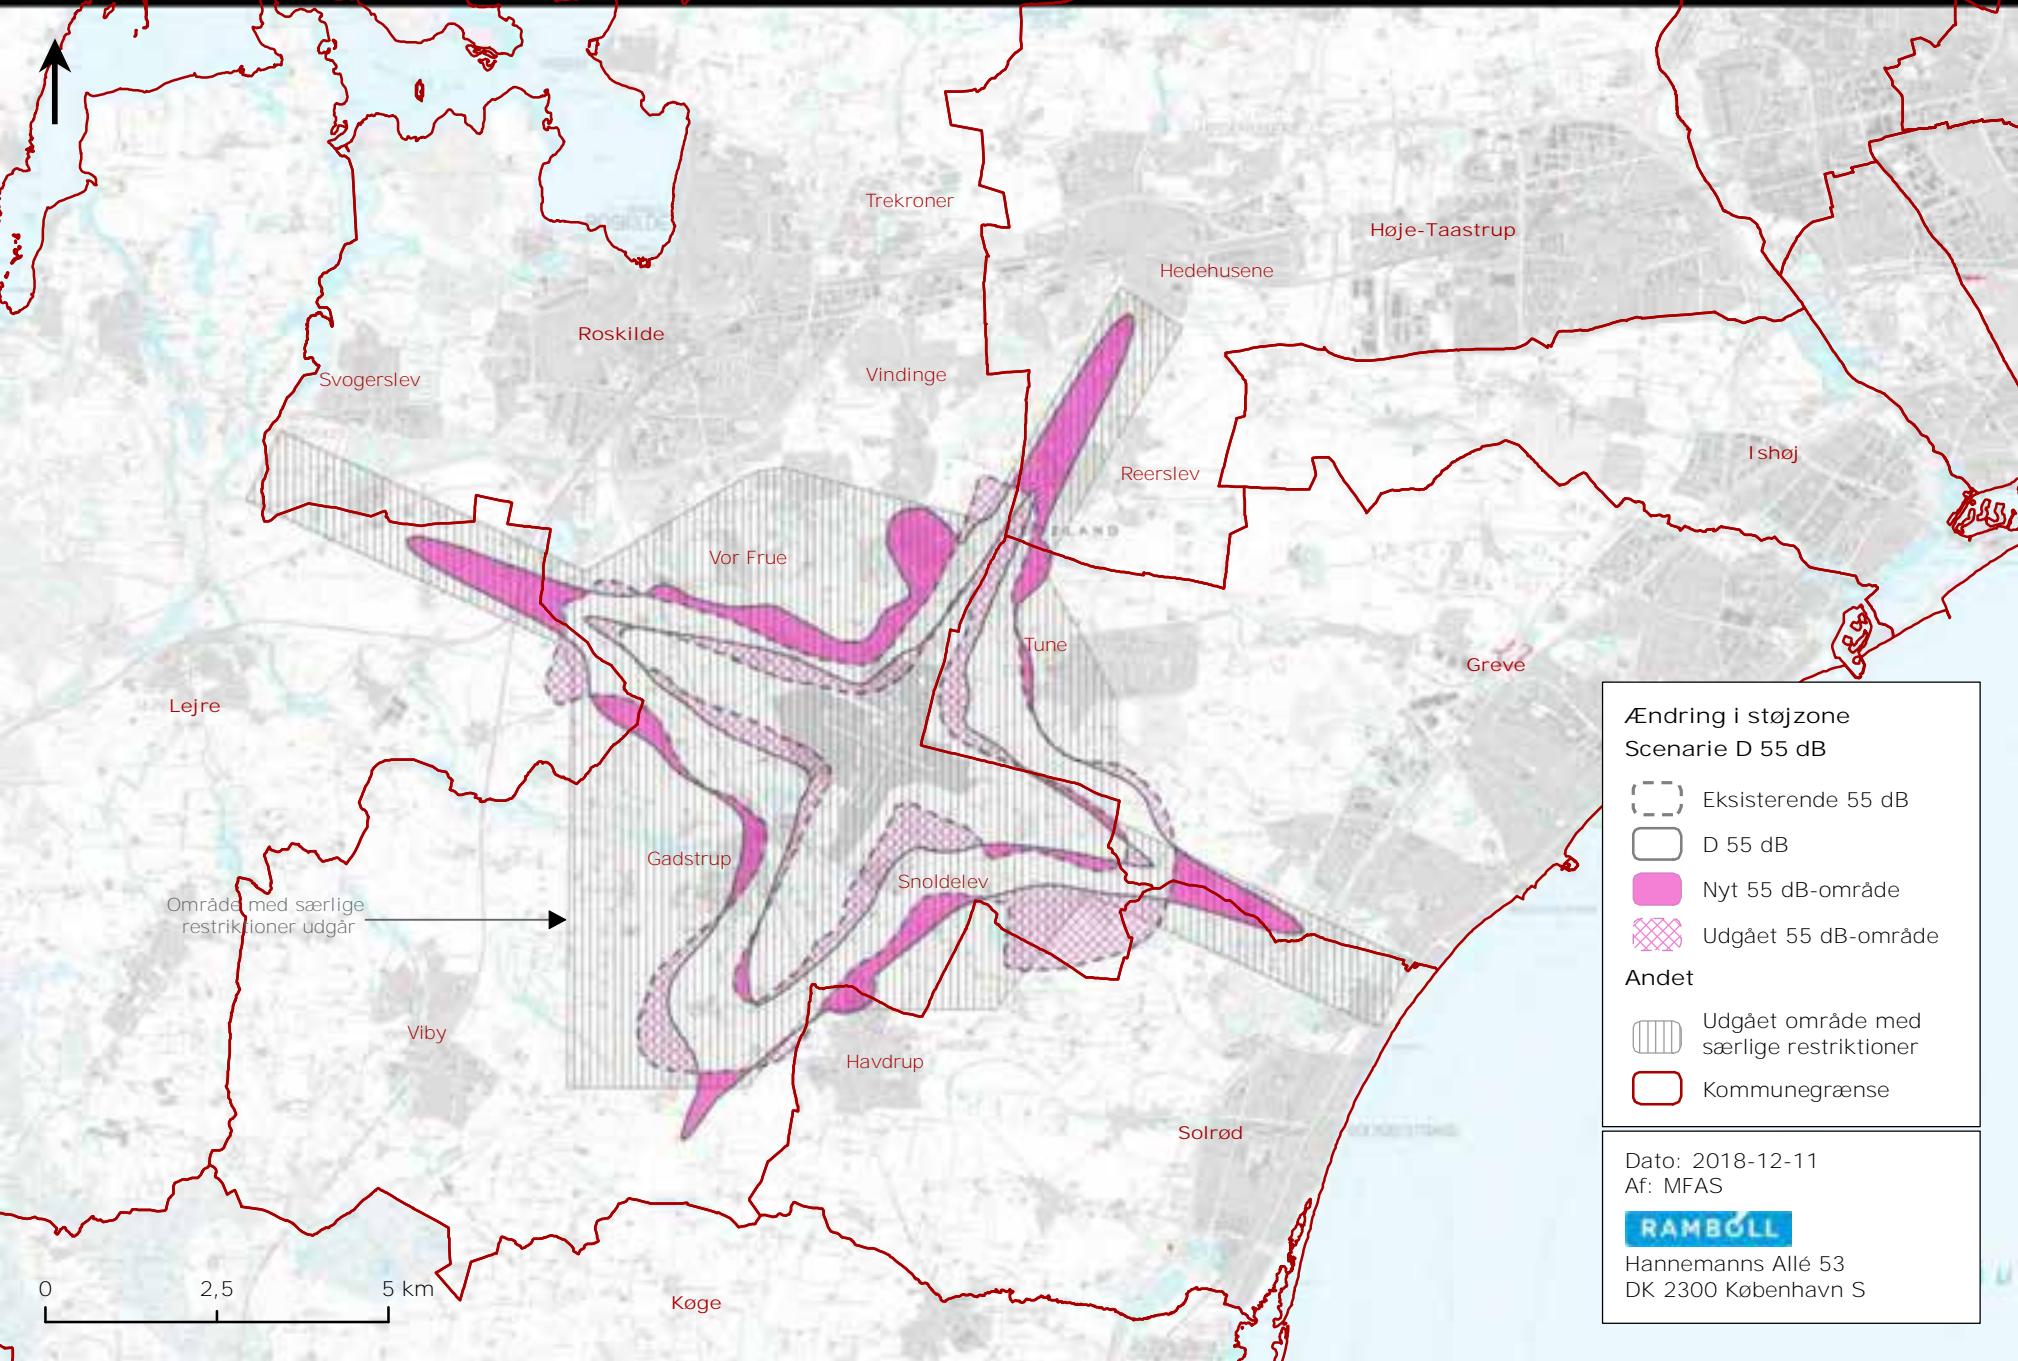 Trekroner
Høje-Taastrup
Hedehusene
Roskilde
Svogerslev
Vindinge
Ishøj
Reerslev
Vor Frue
Tune
Greve
Lejre
Gadstrup
Snoldelev
Område med særlige
restriktioner udgår
Viby
Havdrup
Solrød
Køge
0 2,5 5 km
Ændring i støjzone
Scenarie D 55 dB
Eksisterende 55 dB
D 55 dB
Nyt 55 dB-område
Udgået 55 dB-område
Andet
Udgået område med
særlige restriktioner
Kommunegrænse
Dato: 2018-12-11
Af: MFAS
RAMBOLL
Hannemanns Allé 53
DK 2300 København S